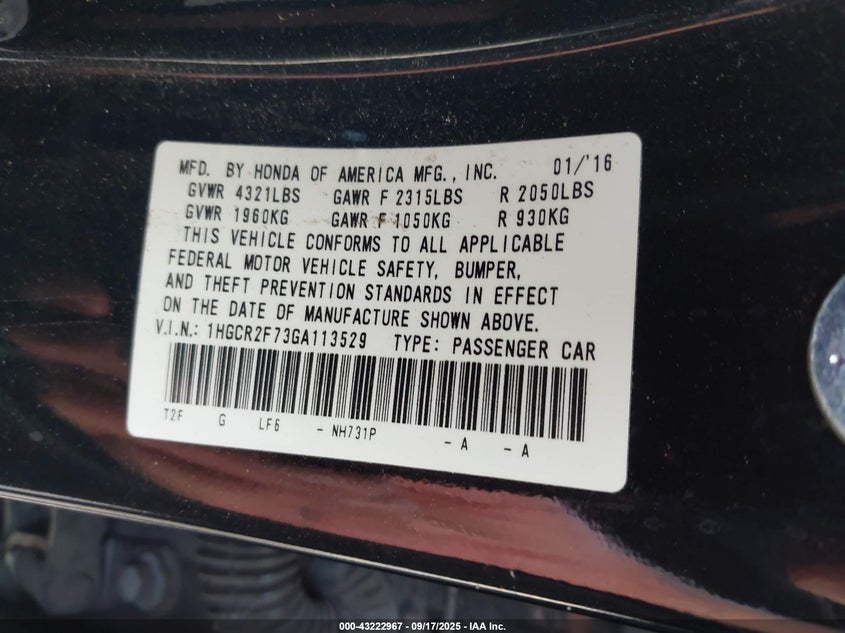 MFD. BY HONDA OF AMERICA MFG., INC. 01/'16
GVWR 4321LBS GAWR F 2315LBS R 2050LBS
GVWR 1960KG GAWR F 1050KG R 930KG
THIS VEHICLE CONFORMS TO ALL APPLICABLE
FEDERAL MOTOR VEHICLE SAFETY, BUMPER,
AND THEFT PREVENTION STANDARDS IN EFFECT
ON THE DATE OF MANUFACTURE SHOWN ABOVE.
V.I.N.: 1HGCR2F73GA113529 TYPE: PASSENGER CAR
T2F G LF6 - NH731P - A - A
000-43222967 - 09/17/2025 - IAA Inc.